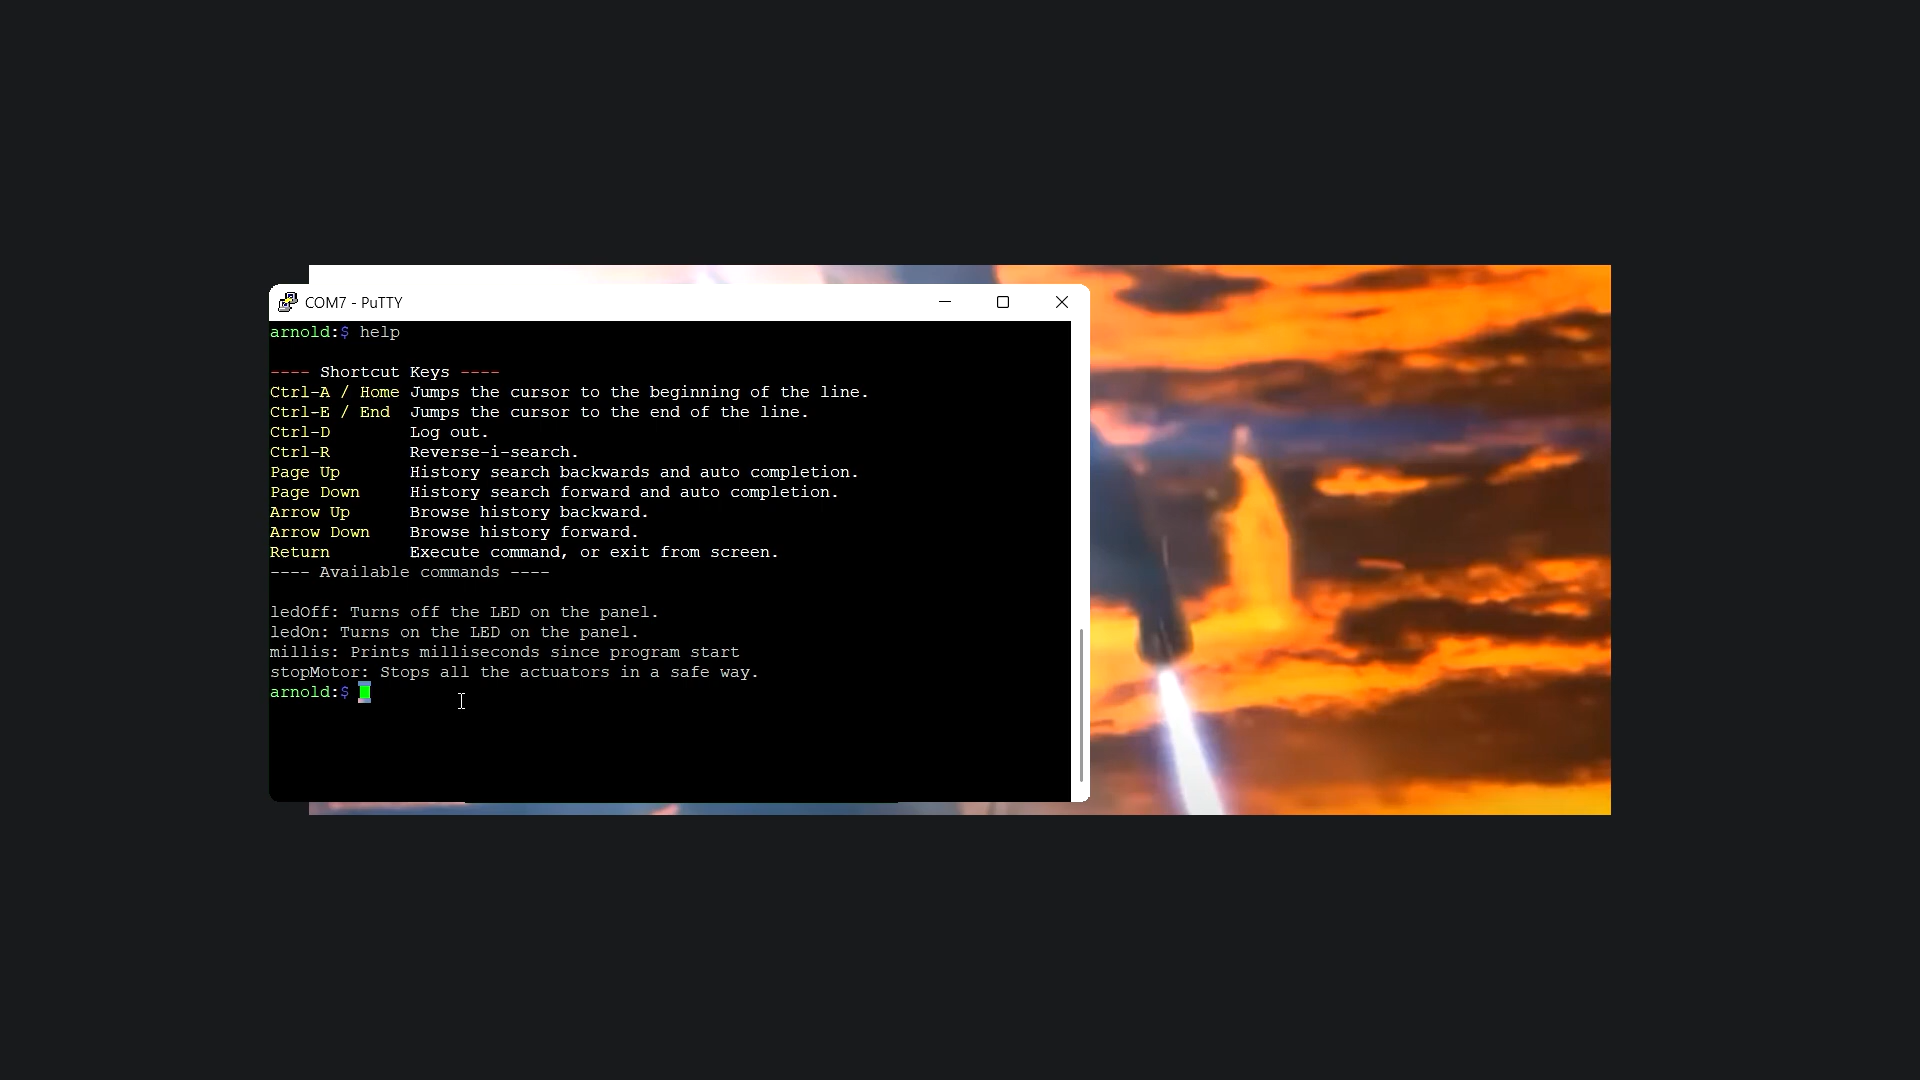 COM7 - PuTTY
arnold:$ help
---- Shortcut Keys ----
Ctrl-A / Home Jumps the cursor to the beginning of the line.
Ctrl-E / End  Jumps the cursor to the end of the line.
Ctrl-D        Log out.
Ctrl-R        Reverse-i-search.
Page Up       History search backwards and auto completion.
Page Down     History search forward and auto completion.
Arrow Up      Browse history backward.
Arrow Down    Browse history forward.
Return        Execute command, or exit from screen.
---- Available commands ----
ledOff: Turns off the LED on the panel.
ledOn: Turns on the LED on the panel.
millis: Prints milliseconds since program start
stopMotor: Stops all the actuators in a safe way.
arnold:$